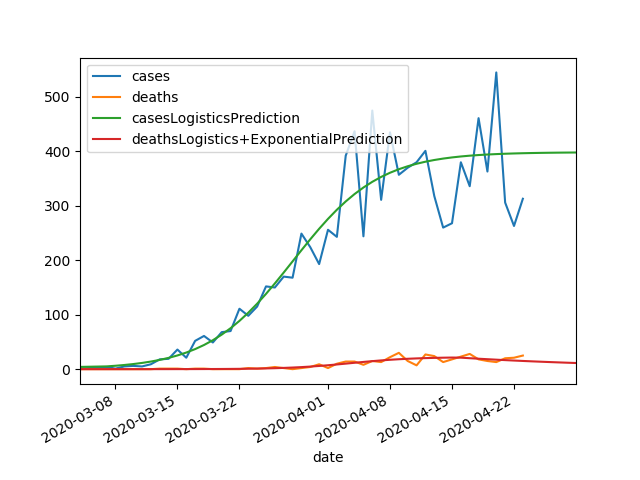 cases
deaths
casesLogisticsPrediction
deathsLogistics+ExponentialPrediction
500
400
300
200
100
0
2020-03-08
2020-03-15
2020-03-22
2020-04-01
2020-04-08
2020-04-15
2020-04-22
date